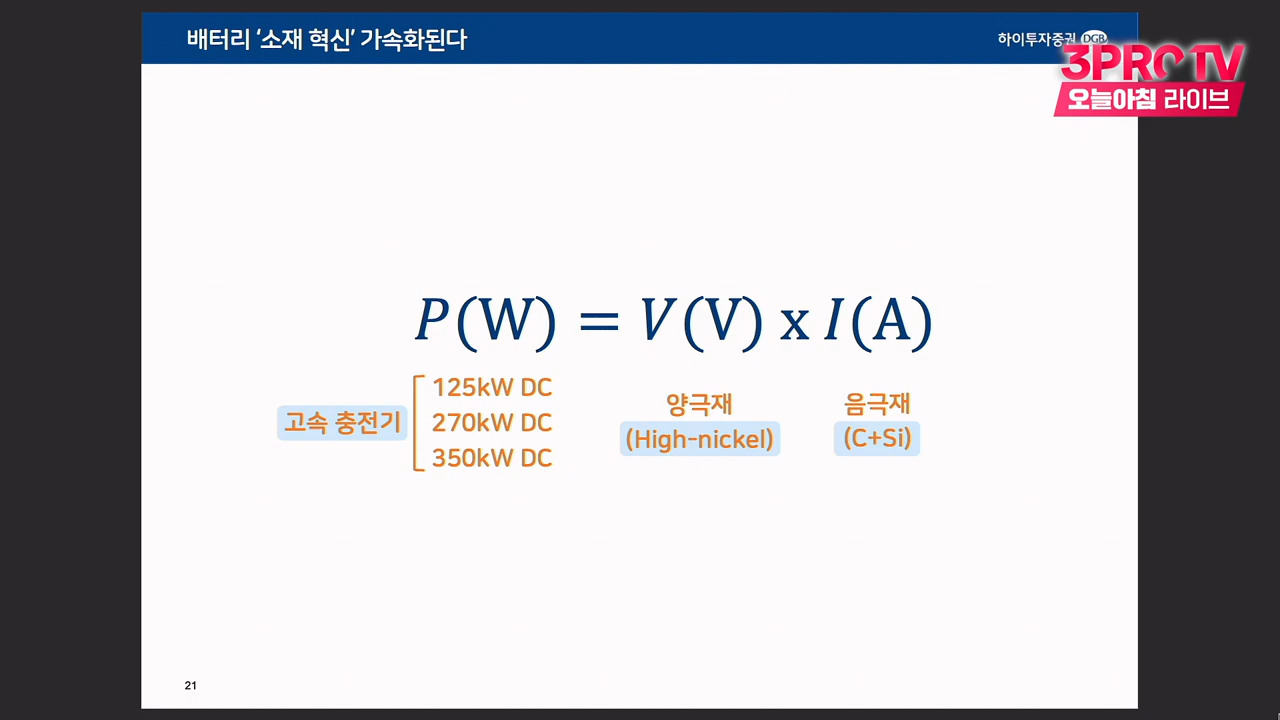 배터리 ‘소재 혁신’ 가속화된다
하이투자증권 DGB
3PRO TV
오늘아침 라이브
P(W) = V(V) x I(A)
고속 충전기
125kW DC
270kW DC
350kW DC
양극재
(High-nickel)
음극재
(C+Si)
21